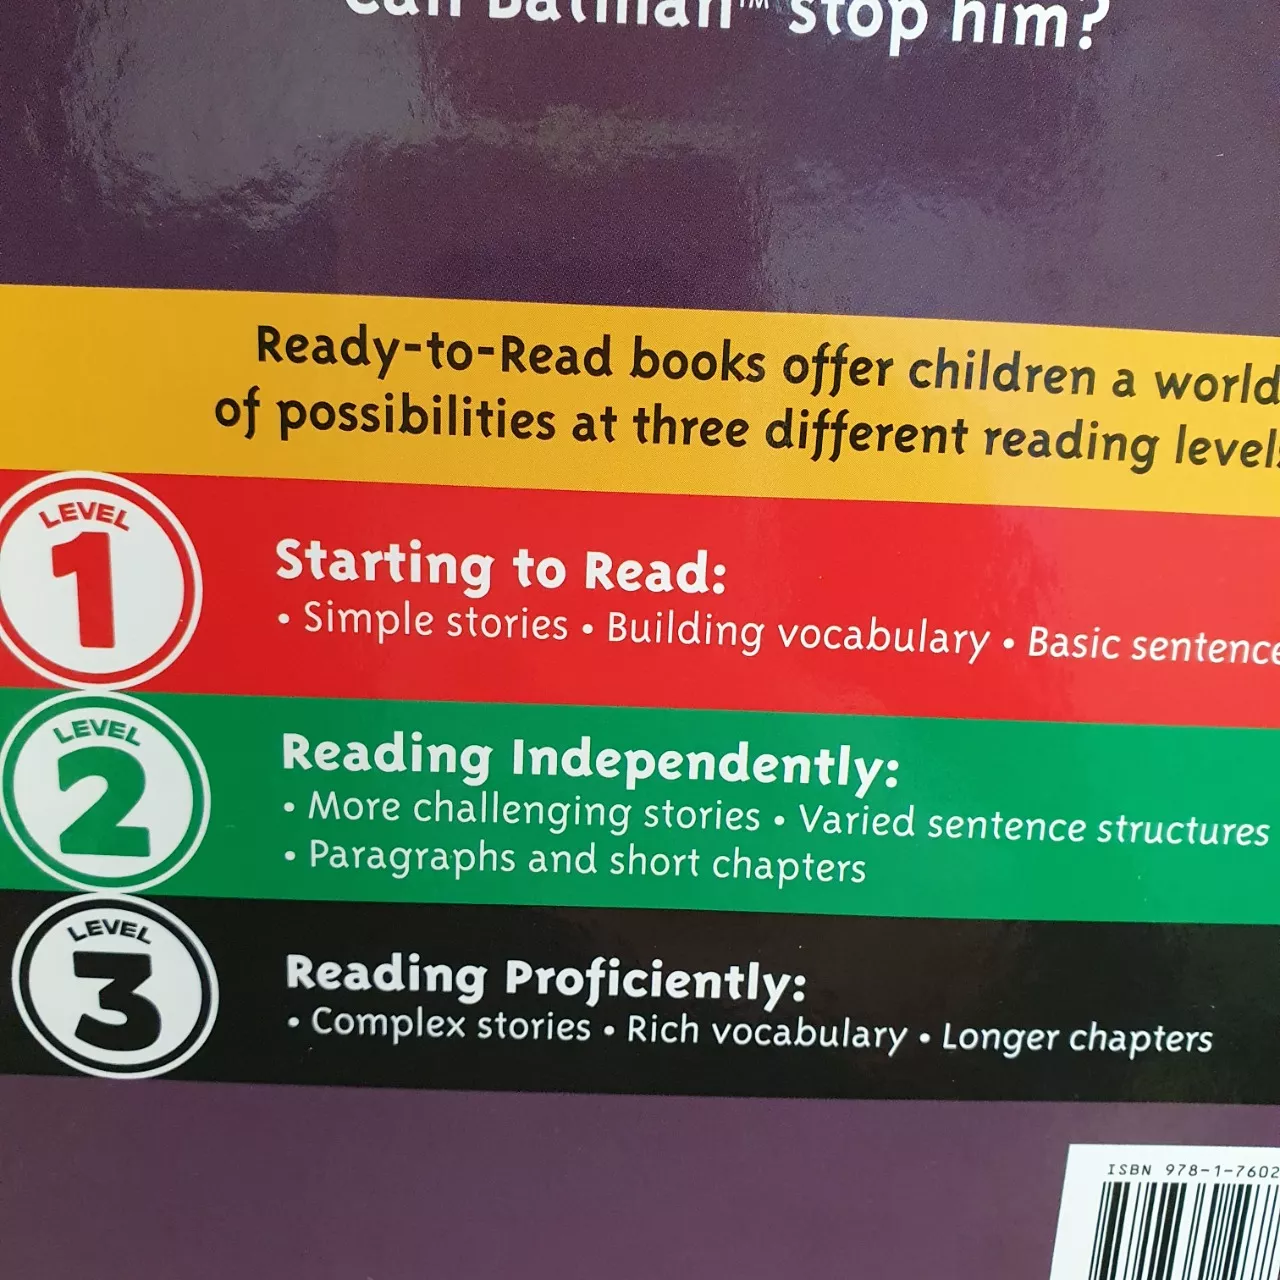 can Batman™ stop him?
Ready-to-Read books offer children a world
of possibilities at three different reading levels
LEVEL
1
Starting to Read:
• Simple stories • Building vocabulary • Basic sentence
LEVEL
2
Reading Independently:
• More challenging stories • Varied sentence structures
• Paragraphs and short chapters
LEVEL
3
Reading Proficiently:
• Complex stories • Rich vocabulary • Longer chapters
ISBN 978-1-7602